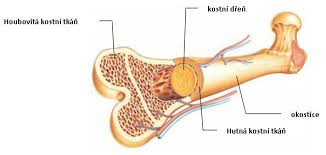 kostní dřeň
Houbovitá kostní tkáň
okostice
Hutná kostní tkáň